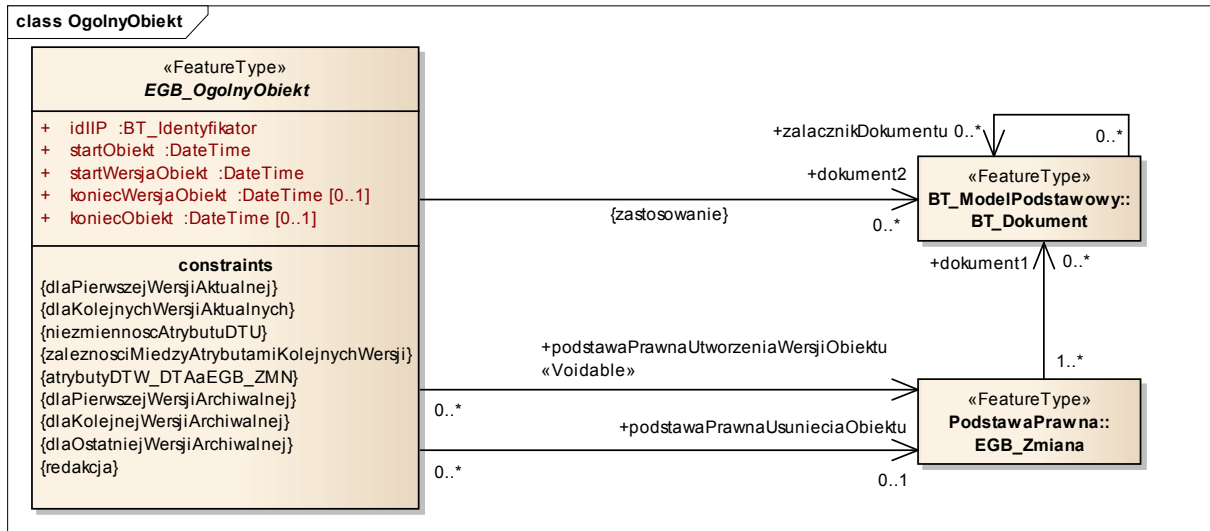 class OgolnyObiekt
«FeatureType»
EGB_OgolnyObiekt
+ idIIP :BT_Identyfikator
+ startObiekt :DateTime
+ startWersjaObiekt :DateTime
+ koniecWersjaObiekt :DateTime [0..1]
+ koniecObiekt :DateTime [0..1]
constraints
{dlaPierwszejWersjiAktualnej}
{dlaKolejnychWersjiAktualnych}
{niezmiennoscAtrybutuDTU}
{zaleznosciMiedzyAtrybutamiKolejnychWersji}
{atrybutyDTW_DTAaEGB_ZMN}
{dlaPierwszejWersjiArchiwalnej}
{dlaKolejnejWersjiArchiwalnej}
{dlaOstatniejWersjiArchiwalnej}
{redakcja}
+zalacznikDokumentu 0..*
0..*
+dokument2
{zastosowanie}
0..*
«FeatureType»
BT_ModelPodstawowy::
BT_Dokument
+dokument1
0..*
+podstawaPrawnaUtworzeniaWersjiObiektu
«Voidable»
0..*
1..*
+podstawaPrawnaUsunieciaObiektu
0..*
0..1
«FeatureType»
PodstawaPrawna::
EGB_Zmiana